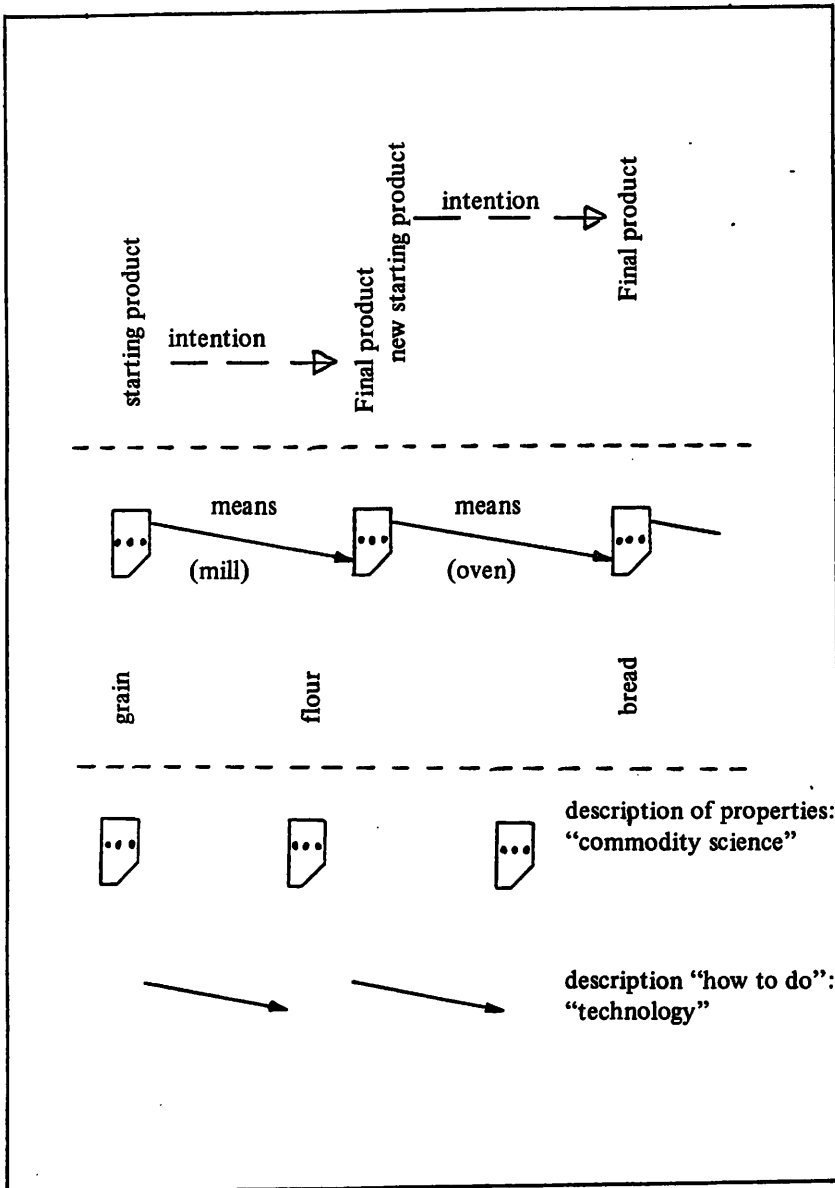 starting product
intention
Final product
new starting product
intention
Final product
means
(mill)
means
(oven)
grain
flour
bread
description of properties:
“commodity science”
description “how to do”:
“technology”